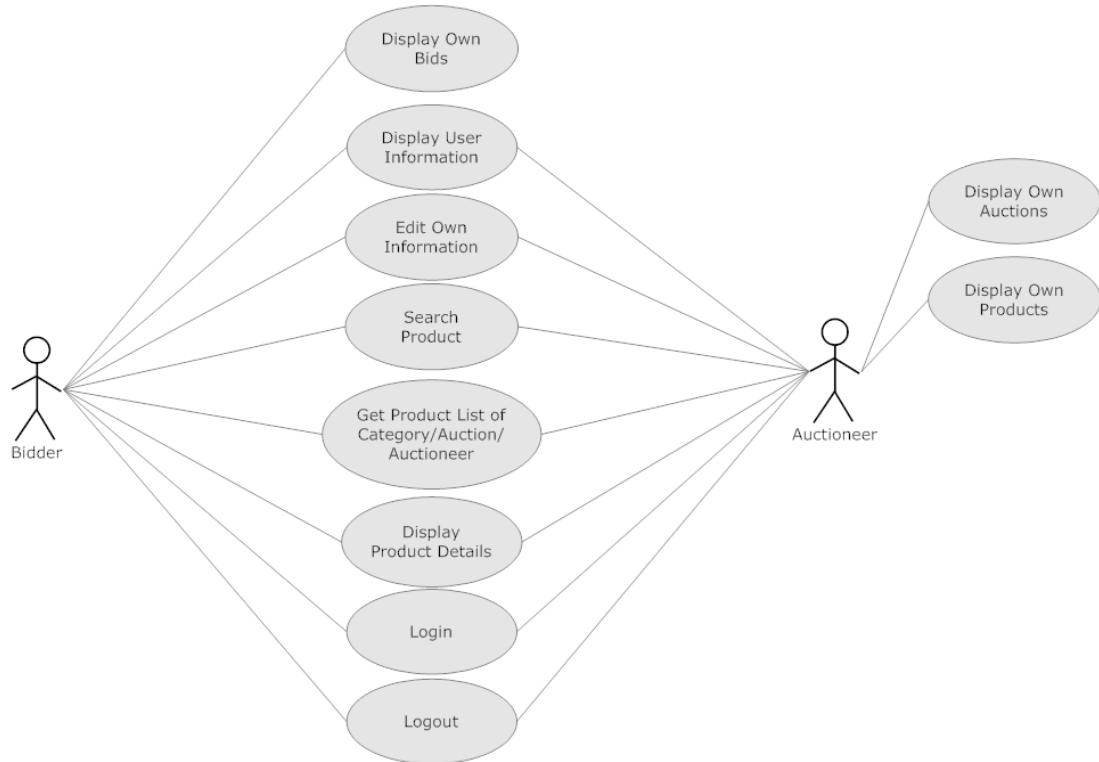 Display Own
Bids
Display User
Information
Display Own
Auctions
Edit Own
Information
Display Own
Products
Search
Product
Get Product List of
Category/Auction/
Auctioneer
Bidder
Auctioneer
Display
Product Details
Login
Logout